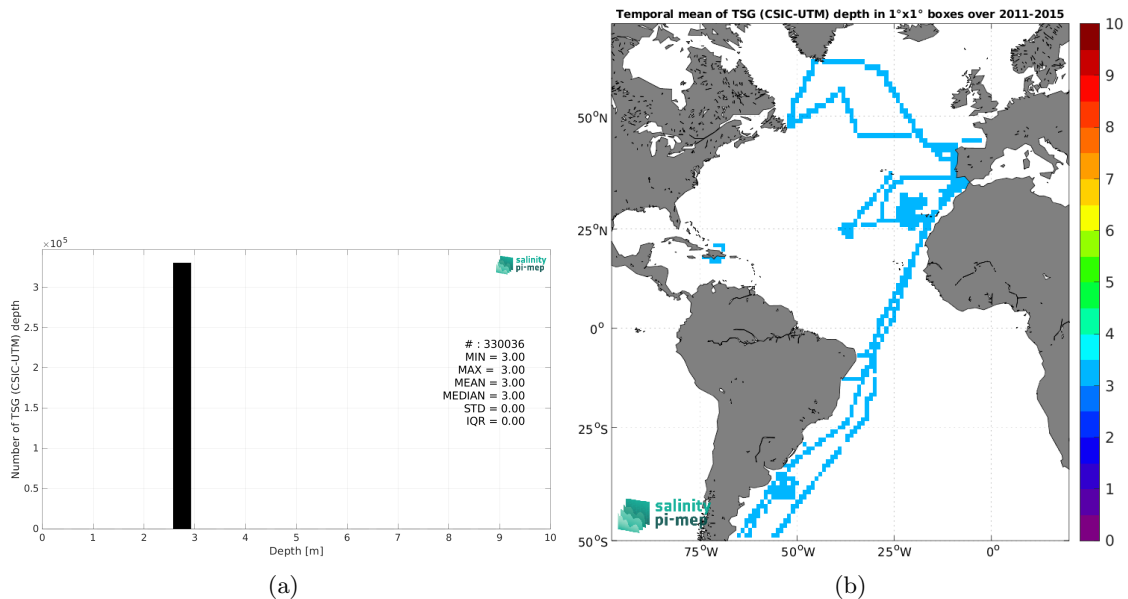 ×10⁵
salinity
pi-mep
Number of TSG (CSIC-UTM) depth
3
2.5
2
1.5
1
0.5
0
# : 330036
MIN = 3.00
MAX = 3.00
MEAN = 3.00
MEDIAN = 3.00
STD = 0.00
IQR = 0.00
0 1 2 3 4 5 6 7 8 9 10
Depth [m]
(a)
Temporal mean of TSG (CSIC-UTM) depth in 1°x1° boxes over 2011-2015
50°N
25°N
0°
25°S
50°S
75°W 50°W 25°W 0°
salinity
pi-mep
10
9
8
7
6
5
4
3
2
1
0
(b)